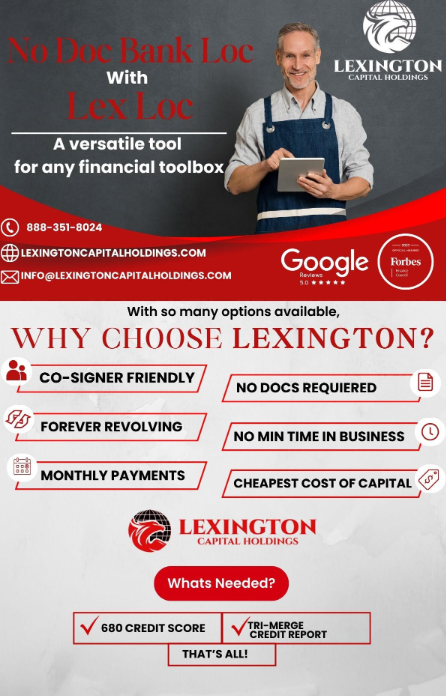 No Doc Bank Loc
With
Lex Loc
A versatile tool
for any financial toolbox
LEXINGTON
CAPITAL HOLDINGS
888-351-8024
LEXINGTONCAPITALHOLDINGS.COM
INFO@LEXINGTONCAPITALHOLDINGS.COM
Google
Reviews
5.0 ★★★★★
Forbes
With so many options available,
WHY CHOOSE LEXINGTON?
CO-SIGNER FRIENDLY
NO DOCS REQUIERED
FOREVER REVOLVING
NO MIN TIME IN BUSINESS
MONTHLY PAYMENTS
CHEAPEST COST OF CAPITAL
LEXINGTON
CAPITAL HOLDINGS
Whats Needed?
680 CREDIT SCORE
TRI-MERGE
CREDIT REPORT
THAT'S ALL!